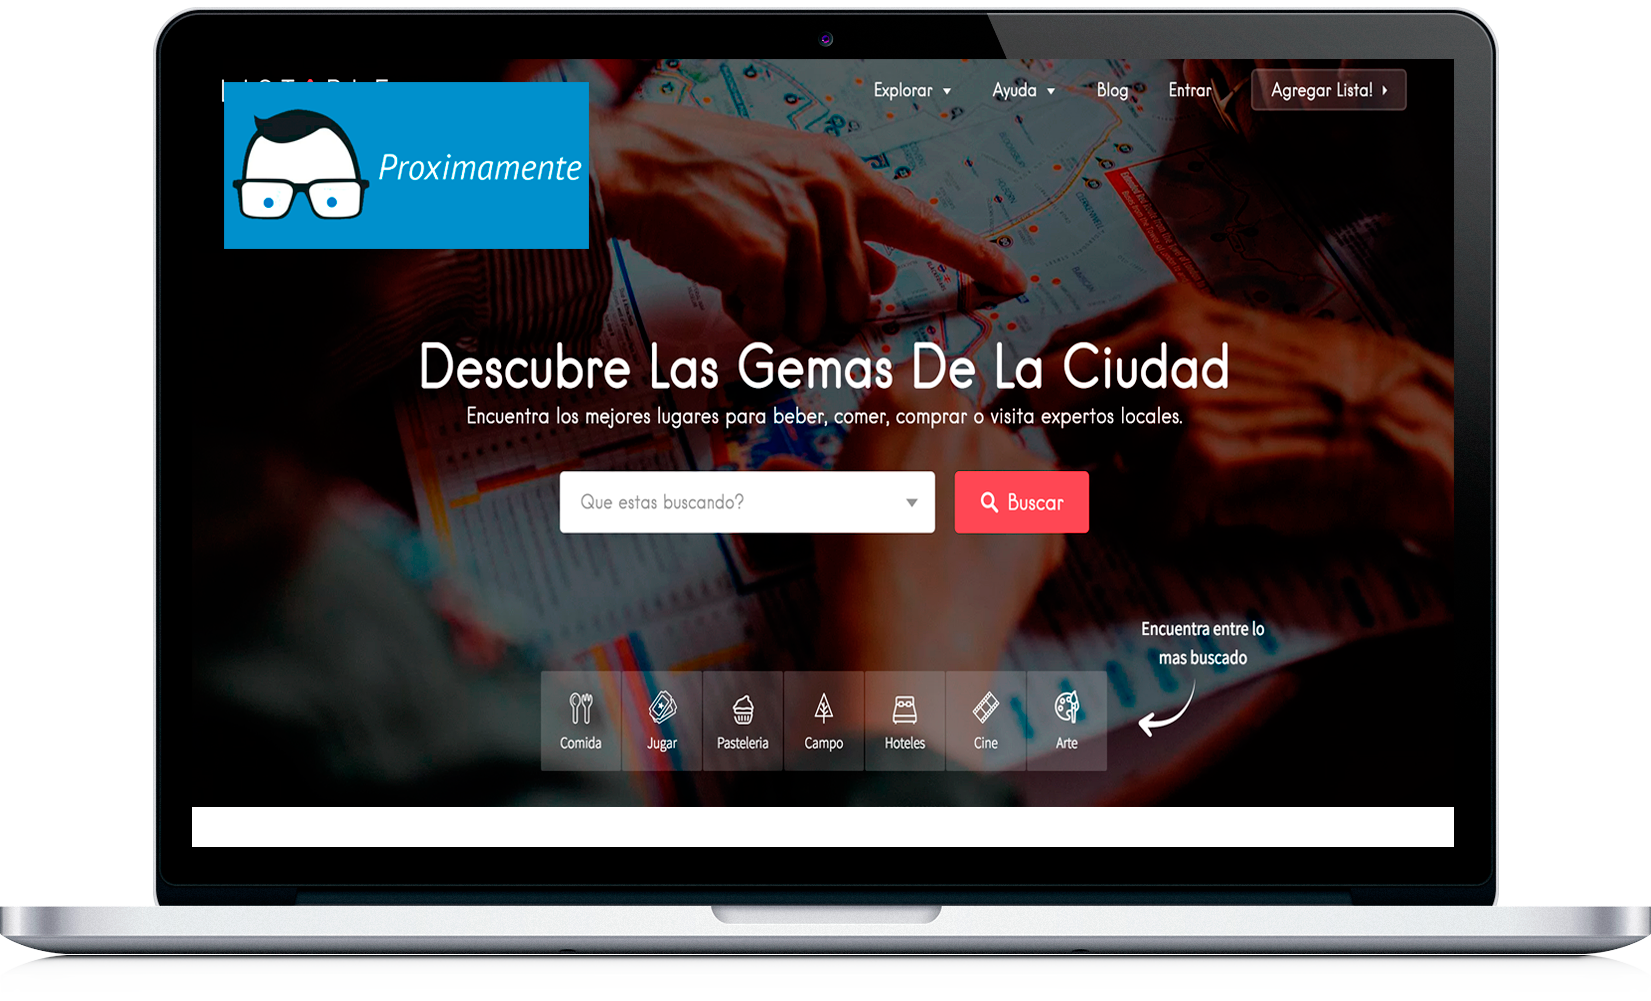 Explorar
Ayuda
Blog
Entrar
Agregar Lista!
Proximamente
Descubre Las Gemas De La Ciudad
Encuentra los mejores lugares para beber, comer, comprar o visita expertos locales.
Que estas buscando?
Buscar
Encuentra entre lo
mas buscado
Comida
Jugar
Pasteleria
Campo
Hoteles
Cine
Arte